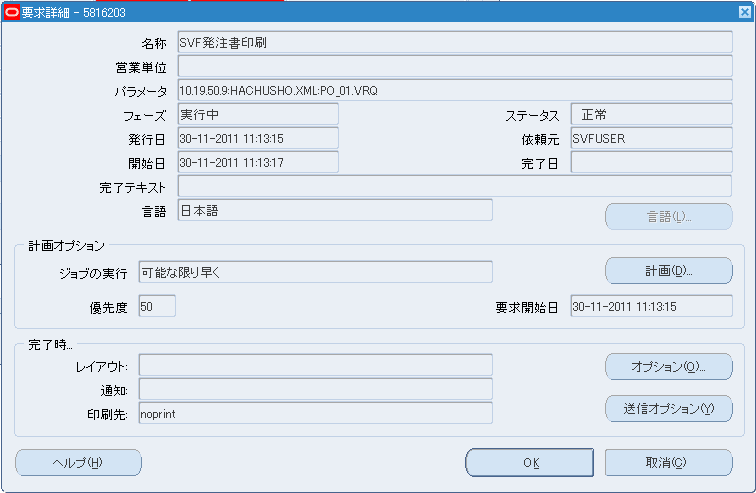 要求詳細 - 5816203
名称 SVF発注書印刷
営業単位
パラメータ 10.19.50.9:HACHUSHO.XML:PO_01.VRQ
フェーズ 実行中 ステータス 正常
発行日 30-11-2011 11:13:15 依頼元 SVFUSER
開始日 30-11-2011 11:13:17 完了日
完了テキスト
言語 日本語 言語(L)...
計画オプション
ジョブの実行 可能な限り早く 計画(D)...
優先度 50 要求開始日 30-11-2011 11:13:15
完了時...
レイアウト: オプション(O)...
通知:
印刷先: noprint 送信オプション(Y)
ヘルプ(H) OK 取消(C)